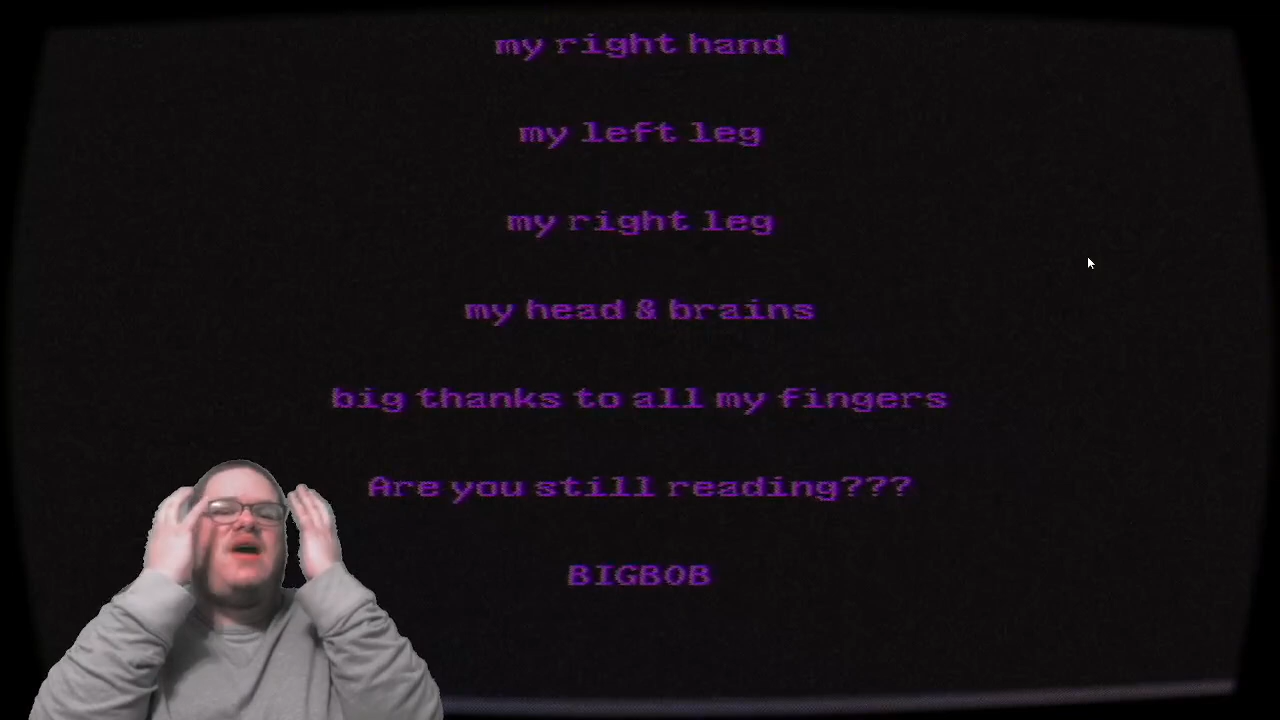 my right hand
my left leg
my right leg
my head & brains
big thanks to all my fingers
Are you still reading???
BIGBOB